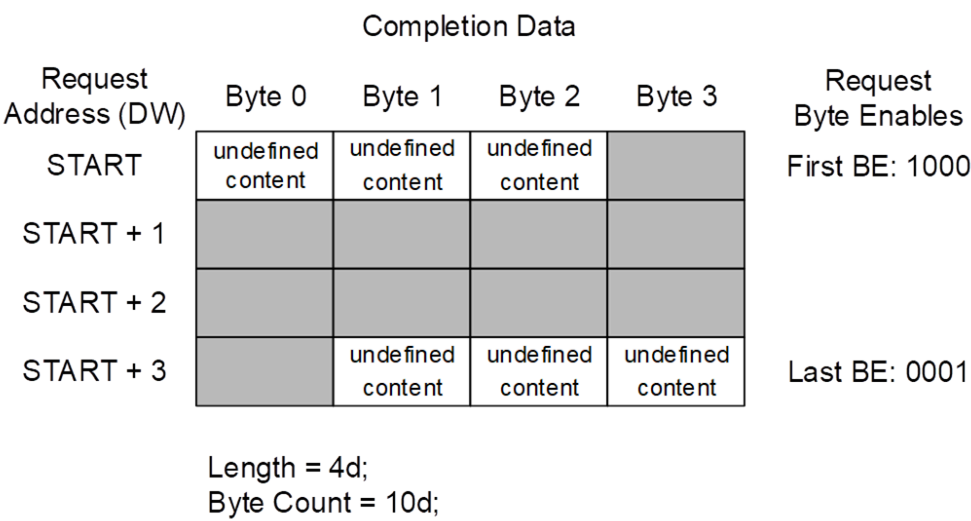 Completion Data
Request
Address (DW)
Byte 0
Byte 1
Byte 2
Byte 3
Request
Byte Enables
START
undefined
content
undefined
content
undefined
content
First BE: 1000
START + 1
START + 2
START + 3
undefined
content
undefined
content
undefined
content
Last BE: 0001
Length = 4d;
Byte Count = 10d;